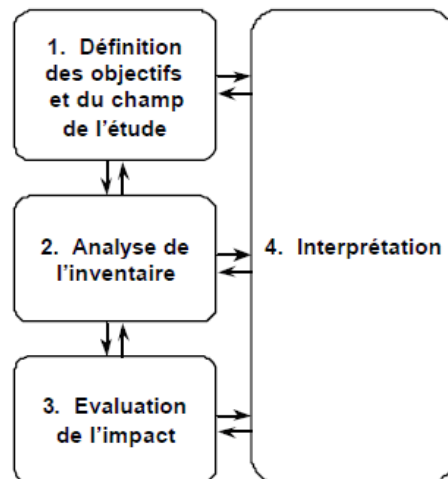 1. Définition
des objectifs
et du champ
de l'étude
2. Analyse de
l'inventaire
3. Evaluation
de l'impact
4. Interprétation